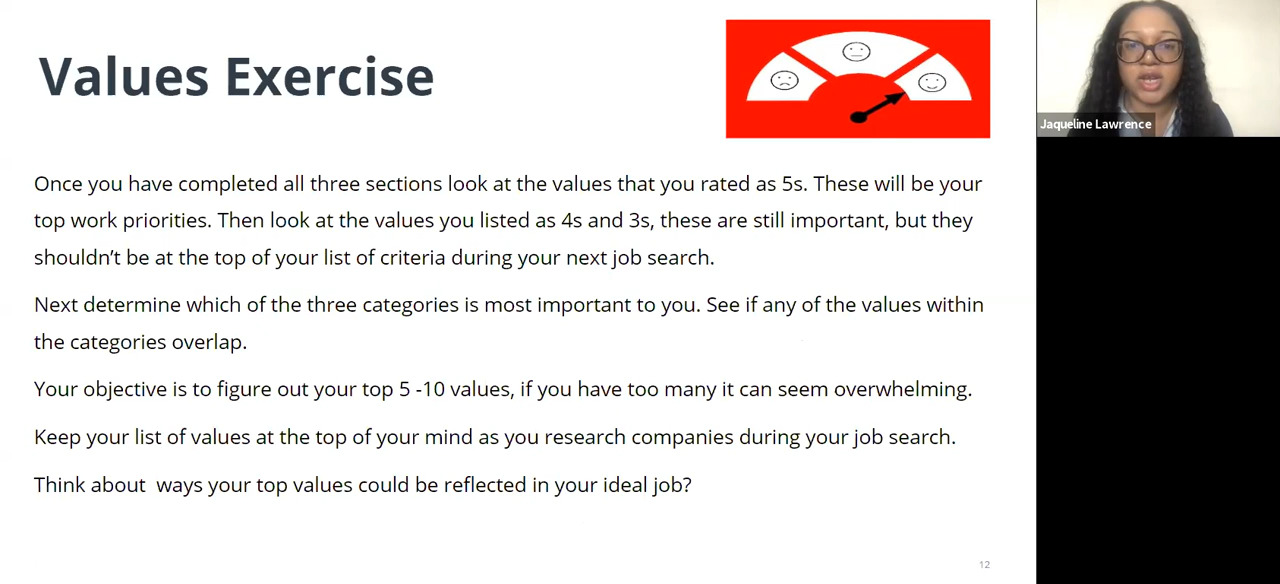 Values Exercise
Jaqueline Lawrence
Once you have completed all three sections look at the values that you rated as 5s. These will be your
top work priorities. Then look at the values you listed as 4s and 3s, these are still important, but they
shouldn’t be at the top of your list of criteria during your next job search.
Next determine which of the three categories is most important to you. See if any of the values within
the categories overlap.
Your objective is to figure out your top 5 -10 values, if you have too many it can seem overwhelming.
Keep your list of values at the top of your mind as you research companies during your job search.
Think about  ways your top values could be reflected in your ideal job?
12